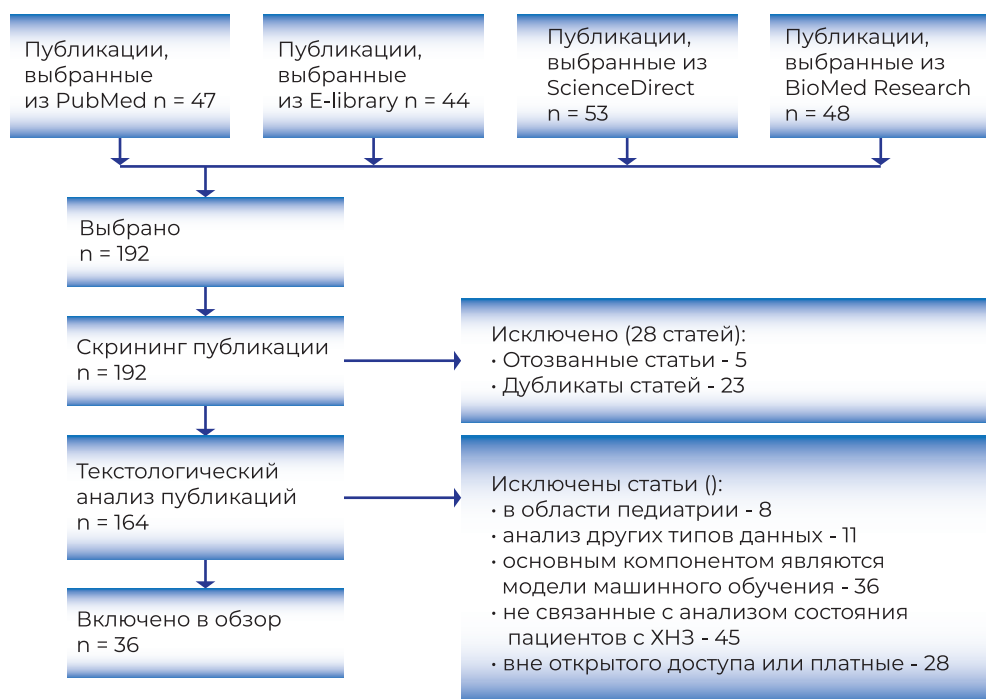 Публикации,
выбранные
из PubMed n = 47
Публикации,
выбранные
из E-library n = 44
Публикации,
выбранные из
ScienceDirect
n = 53
Публикации,
выбранные из
BioMed Research
n = 48
Выбрано
n = 192
Скрининг публикации
n = 192
Исключено (28 статей):
· Отозванные статьи - 5
· Дубликаты статей - 23
Текстологический
анализ публикаций
n = 164
Исключены статьи ():
· в области педиатрии - 8
· анализ других типов данных - 11
· основным компонентом являются
модели машинного обучения - 36
· не связанные с анализом состояния
пациентов с ХНЗ - 45
· вне открытого доступа или платные - 28
Включено в обзор
n = 36